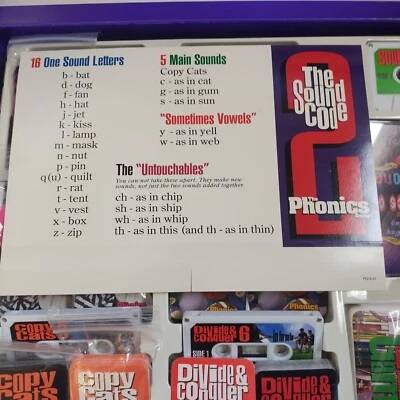 16 One Sound Letters
b - bat
d - dog
f - fan
h - hat
j - jet
k - kiss
l - lamp
m - mask
n - nut
p - pin
q(u) - quilt
r - rat
t - tent
v - vest
x - box
z - zip
5 Main Sounds
Copy Cats
c - as in cat
g - as in gum
s - as in sun
"Sometimes Vowels"
y - as in yell
w - as in web
The "Untouchables"
You can not take these apart. They make new
sounds, not just the two sounds added together.
ch - as in chip
sh - as in ship
wh - as in whip
th - as in this (and th - as in thin)
The
Sound
Code
2
The
Phonics
Phonics
Copy
Cats
Divide &
Conquer 6
SIDE 1
Copy
Cats
Copy
Cats
Divide &
Conquer
Divide &
Conquer